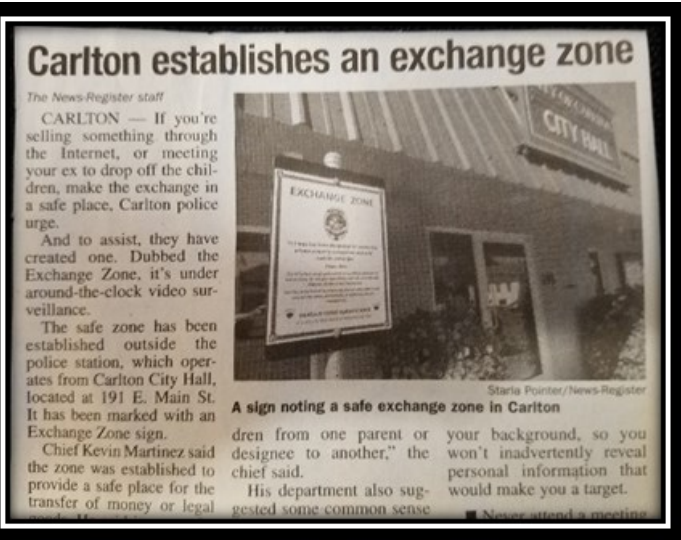 Carlton establishes an exchange zone
The News-Register staff
CARLTON — If you're
selling something through
the Internet, or meeting
your ex to drop off the chil-
dren, make the exchange in
a safe place, Carlton police
urge.
And to assist, they have
created one. Dubbed the
Exchange Zone, it's under
around-the-clock video sur-
veillance.
The safe zone has been
established outside the
police station, which oper-
ates from Carlton City Hall,
located at 191 E. Main St.
It has been marked with an
Exchange Zone sign.
Chief Kevin Martinez said
the zone was established to
provide a safe place for the
transfer of money or legal
CITY HALL
EXCHANGE ZONE
Starla Pointer/News-Register
A sign noting a safe exchange zone in Carlton
dren from one parent or
designee to another," the
chief said.
His department also sug-
gested some common sense
your background, so you
won't inadvertently reveal
personal information that
would make you a target.
■ Never attend a meeting